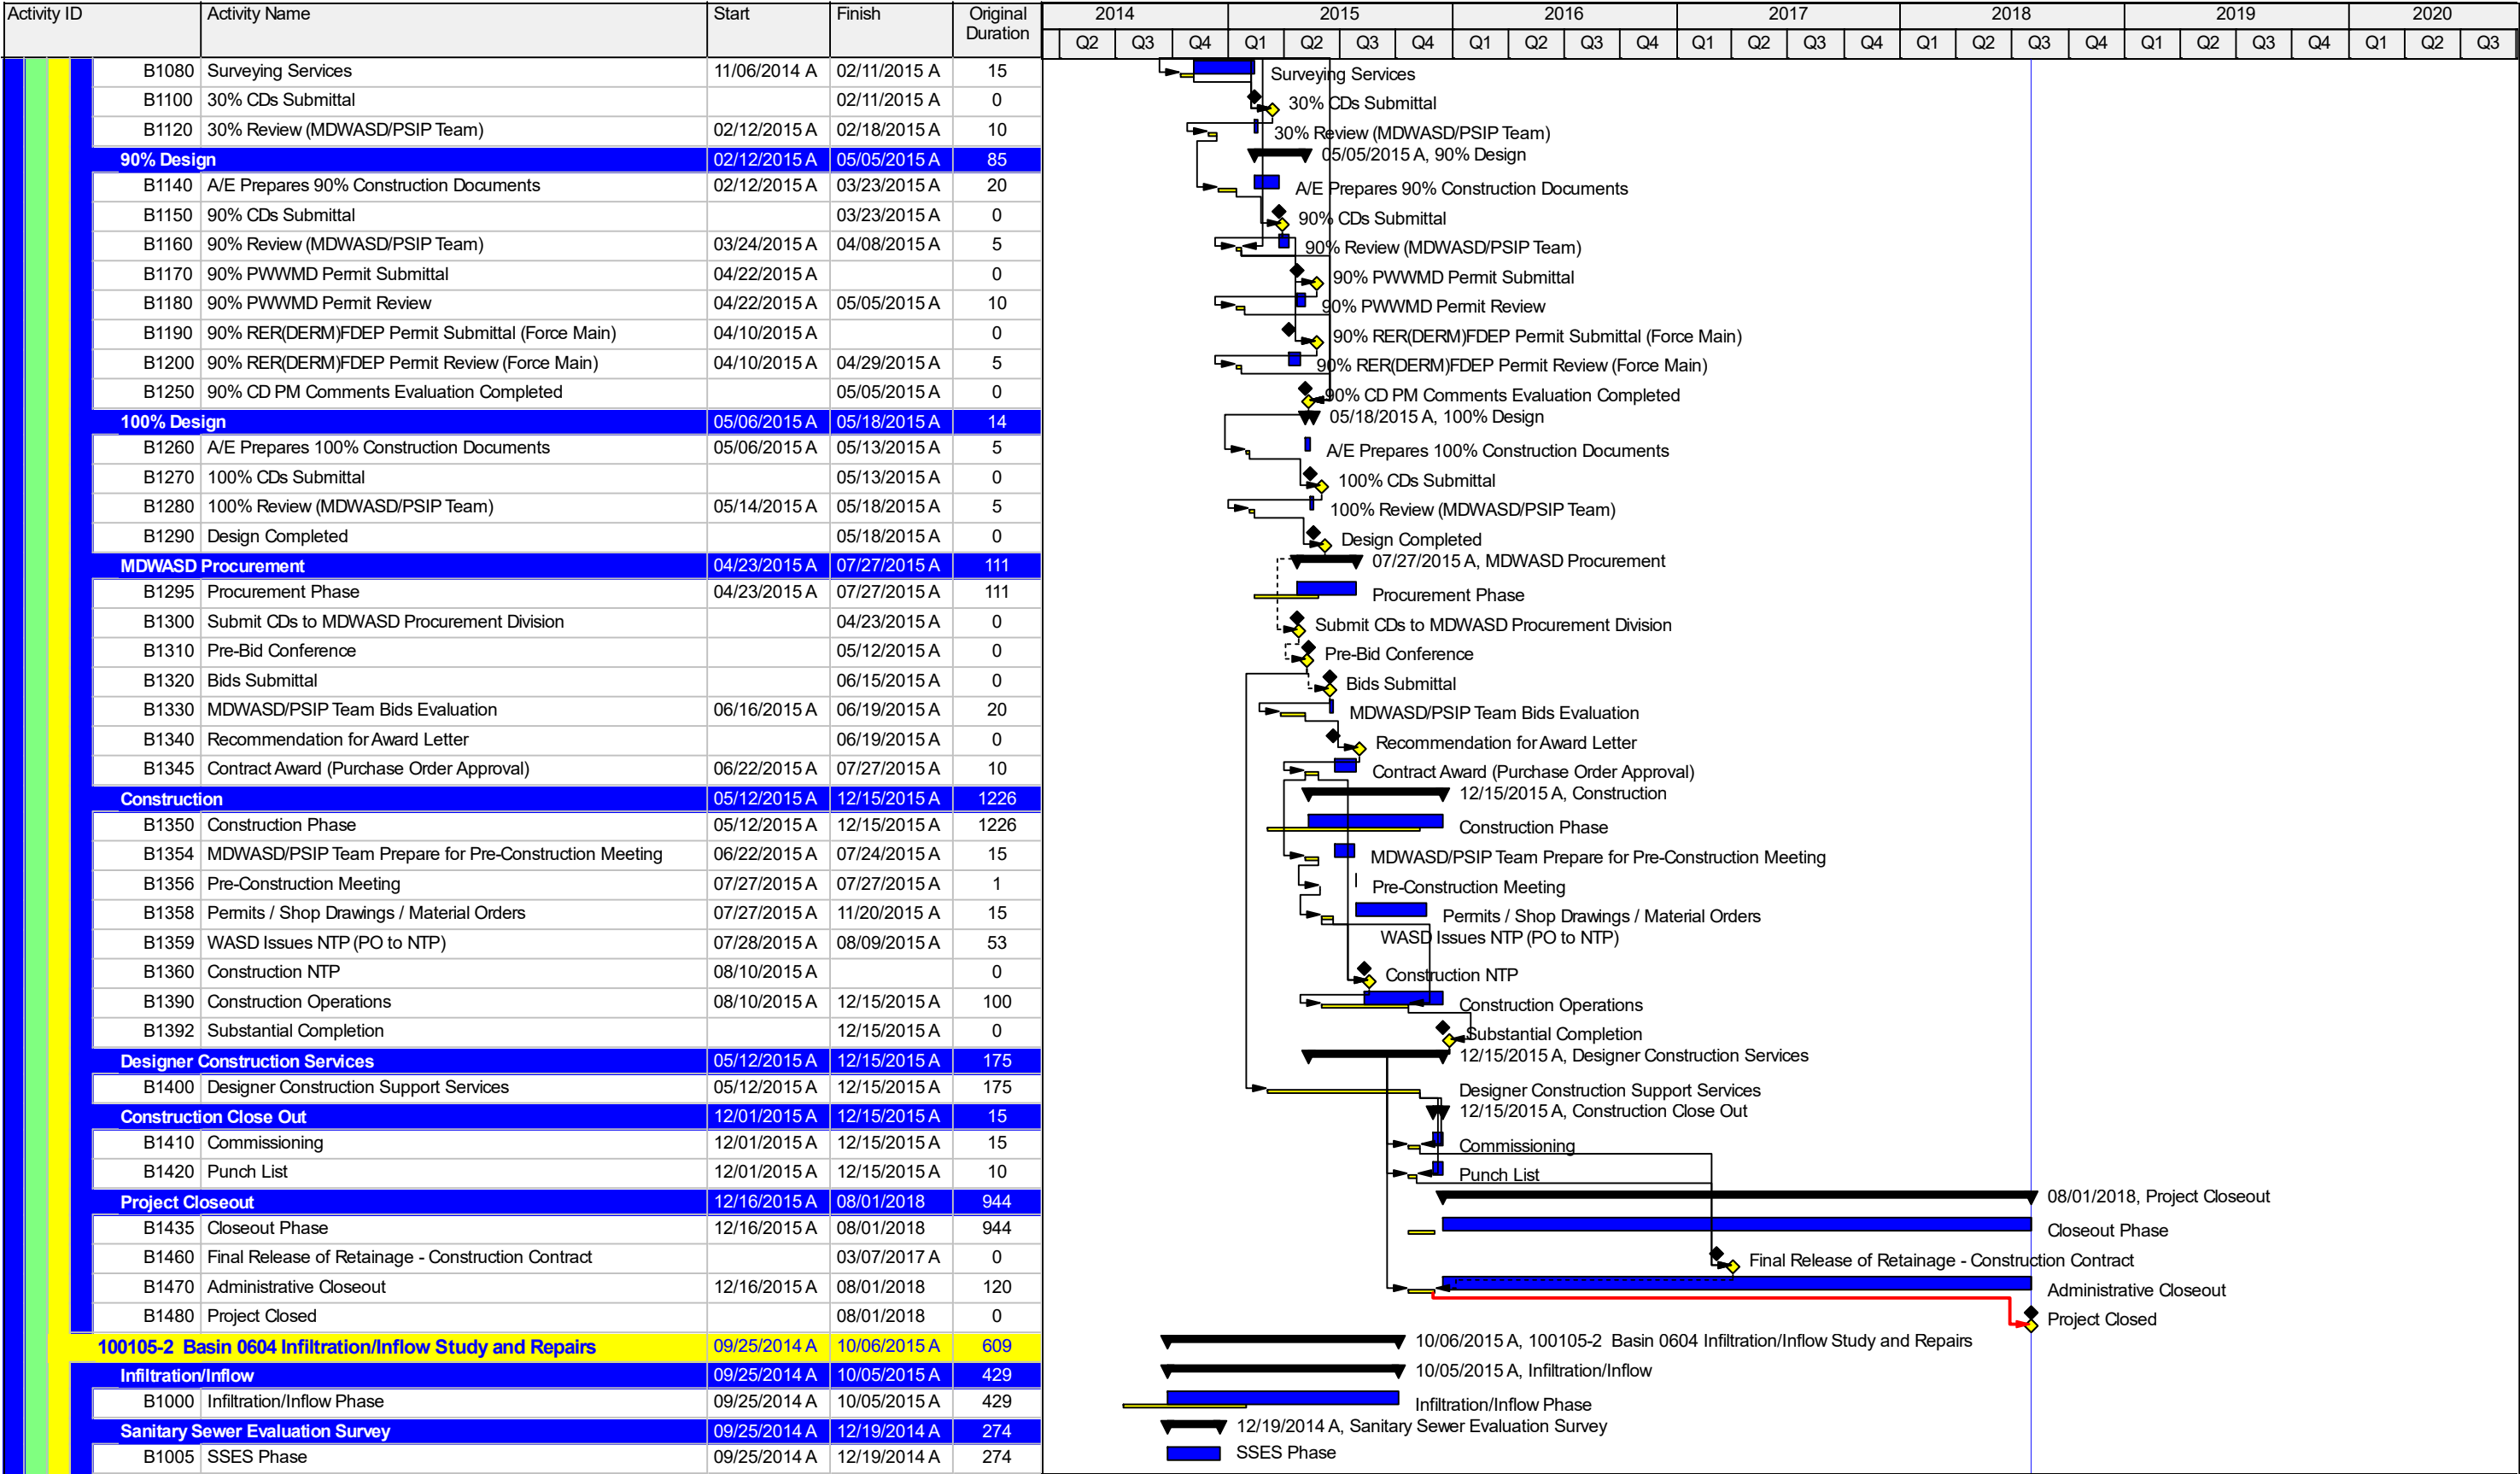 Activity ID Activity Name Start Finish Original Duration 2014 2015 2016 2017 2018 2019 2020
Q2 Q3 Q4 Q1 Q2 Q3 Q4 Q1 Q2 Q3 Q4 Q1 Q2 Q3 Q4 Q1 Q2 Q3 Q4 Q1 Q2 Q3 Q4 Q1 Q2 Q3
B1080 Surveying Services 11/06/2014 A 02/11/2015 A 15 Surveying Services
B1100 30% CDs Submittal 02/11/2015 A 0 30% CDs Submittal
B1120 30% Review (MDWASD/PSIP Team) 02/12/2015 A 02/18/2015 A 10 30% Review (MDWASD/PSIP Team)
90% Design 02/12/2015 A 05/05/2015 A 85 05/05/2015 A, 90% Design
B1140 A/E Prepares 90% Construction Documents 02/12/2015 A 03/23/2015 A 20 A/E Prepares 90% Construction Documents
B1150 90% CDs Submittal 03/23/2015 A 0 90% CDs Submittal
B1160 90% Review (MDWASD/PSIP Team) 03/24/2015 A 04/08/2015 A 5 90% Review (MDWASD/PSIP Team)
B1170 90% PWWMD Permit Submittal 04/22/2015 A 0 90% PWWMD Permit Submittal
B1180 90% PWWMD Permit Review 04/22/2015 A 05/05/2015 A 10 90% PWWMD Permit Review
B1190 90% RER(DERM)FDEP Permit Submittal (Force Main) 04/10/2015 A 0 90% RER(DERM)FDEP Permit Submittal (Force Main)
B1200 90% RER(DERM)FDEP Permit Review (Force Main) 04/10/2015 A 04/29/2015 A 5 90% RER(DERM)FDEP Permit Review (Force Main)
B1250 90% CD PM Comments Evaluation Completed 05/05/2015 A 0 90% CD PM Comments Evaluation Completed
100% Design 05/06/2015 A 05/18/2015 A 14 05/18/2015 A, 100% Design
B1260 A/E Prepares 100% Construction Documents 05/06/2015 A 05/13/2015 A 5 A/E Prepares 100% Construction Documents
B1270 100% CDs Submittal 05/13/2015 A 0 100% CDs Submittal
B1280 100% Review (MDWASD/PSIP Team) 05/14/2015 A 05/18/2015 A 5 100% Review (MDWASD/PSIP Team)
B1290 Design Completed 05/18/2015 A 0 Design Completed
MDWASD Procurement 04/23/2015 A 07/27/2015 A 111 07/27/2015 A, MDWASD Procurement
B1295 Procurement Phase 04/23/2015 A 07/27/2015 A 111 Procurement Phase
B1300 Submit CDs to MDWASD Procurement Division 04/23/2015 A 0 Submit CDs to MDWASD Procurement Division
B1310 Pre-Bid Conference 05/12/2015 A 0 Pre-Bid Conference
B1320 Bids Submittal 06/15/2015 A 0 Bids Submittal
B1330 MDWASD/PSIP Team Bids Evaluation 06/16/2015 A 06/19/2015 A 20 MDWASD/PSIP Team Bids Evaluation
B1340 Recommendation for Award Letter 06/19/2015 A 0 Recommendation for Award Letter
B1345 Contract Award (Purchase Order Approval) 06/22/2015 A 07/27/2015 A 10 Contract Award (Purchase Order Approval)
Construction 05/12/2015 A 12/15/2015 A 1226 12/15/2015 A, Construction
B1350 Construction Phase 05/12/2015 A 12/15/2015 A 1226 Construction Phase
B1354 MDWASD/PSIP Team Prepare for Pre-Construction Meeting 06/22/2015 A 07/24/2015 A 15 MDWASD/PSIP Team Prepare for Pre-Construction Meeting
B1356 Pre-Construction Meeting 07/27/2015 A 07/27/2015 A 1 Pre-Construction Meeting
B1358 Permits / Shop Drawings / Material Orders 07/27/2015 A 11/20/2015 A 15 Permits / Shop Drawings / Material Orders
B1359 WASD Issues NTP (PO to NTP) 07/28/2015 A 08/09/2015 A 53 WASD Issues NTP (PO to NTP)
B1360 Construction NTP 08/10/2015 A 0 Construction NTP
B1390 Construction Operations 08/10/2015 A 12/15/2015 A 100 Construction Operations
B1392 Substantial Completion 12/15/2015 A 0 Substantial Completion
Designer Construction Services 05/12/2015 A 12/15/2015 A 175 12/15/2015 A, Designer Construction Services
B1400 Designer Construction Support Services 05/12/2015 A 12/15/2015 A 175 Designer Construction Support Services
Construction Close Out 12/01/2015 A 12/15/2015 A 15 12/15/2015 A, Construction Close Out
B1410 Commissioning 12/01/2015 A 12/15/2015 A 15 Commissioning
B1420 Punch List 12/01/2015 A 12/15/2015 A 10 Punch List
Project Closeout 12/16/2015 A 08/01/2018 944 08/01/2018, Project Closeout
B1435 Closeout Phase 12/16/2015 A 08/01/2018 944 Closeout Phase
B1460 Final Release of Retainage - Construction Contract 03/07/2017 A 0 Final Release of Retainage - Construction Contract
B1470 Administrative Closeout 12/16/2015 A 08/01/2018 120 Administrative Closeout
B1480 Project Closed 08/01/2018 0 Project Closed
100105-2 Basin 0604 Infiltration/Inflow Study and Repairs 09/25/2014 A 10/06/2015 A 609 10/06/2015 A, 100105-2 Basin 0604 Infiltration/Inflow Study and Repairs
Infiltration/Inflow 09/25/2014 A 10/05/2015 A 429 10/05/2015 A, Infiltration/Inflow
B1000 Infiltration/Inflow Phase 09/25/2014 A 10/05/2015 A 429 Infiltration/Inflow Phase
Sanitary Sewer Evaluation Survey 09/25/2014 A 12/19/2014 A 274 12/19/2014 A, Sanitary Sewer Evaluation Survey
B1005 SSES Phase 09/25/2014 A 12/19/2014 A 274 SSES Phase